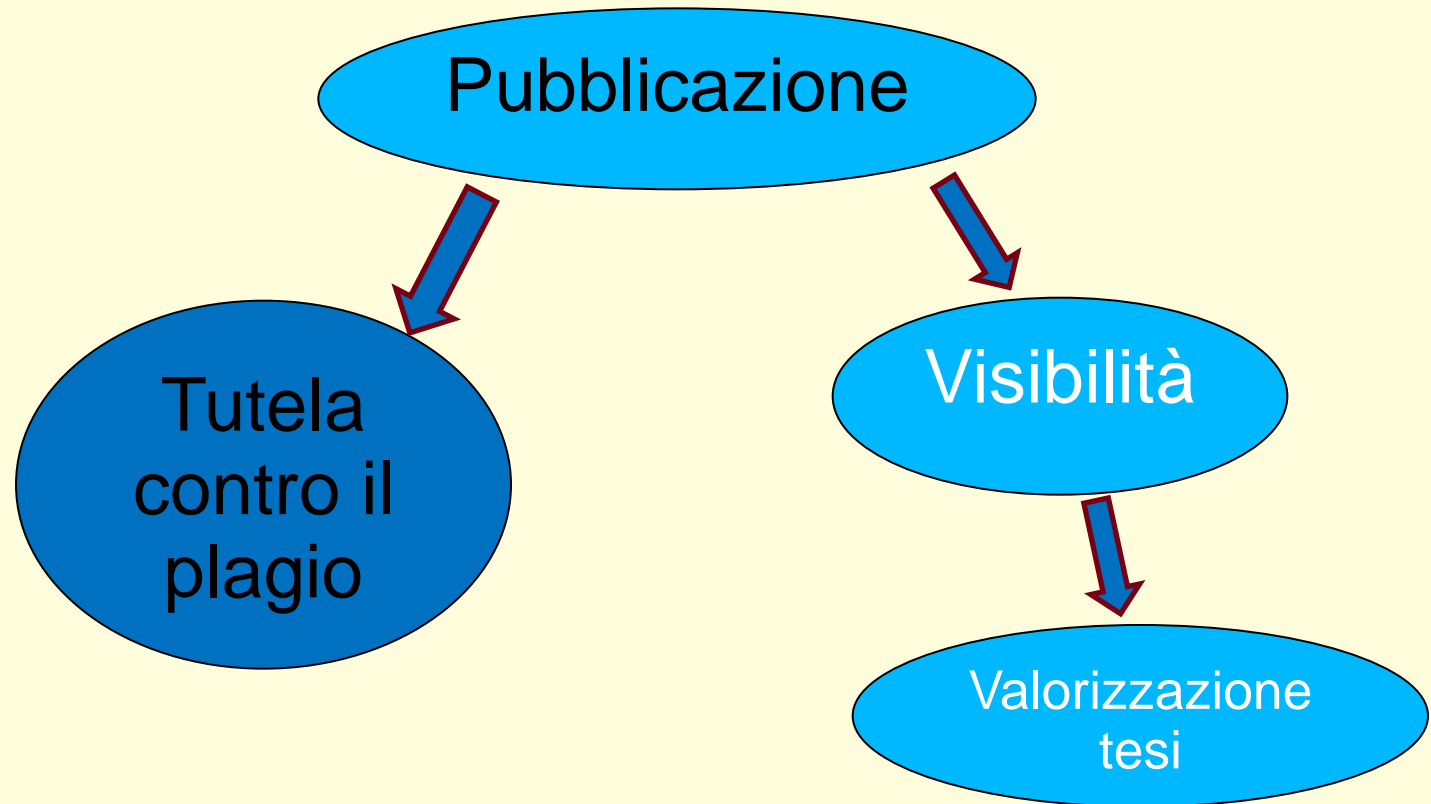 Pubblicazione
Tutela
contro il
plagio
Visibilità
Valorizzazione
tesi